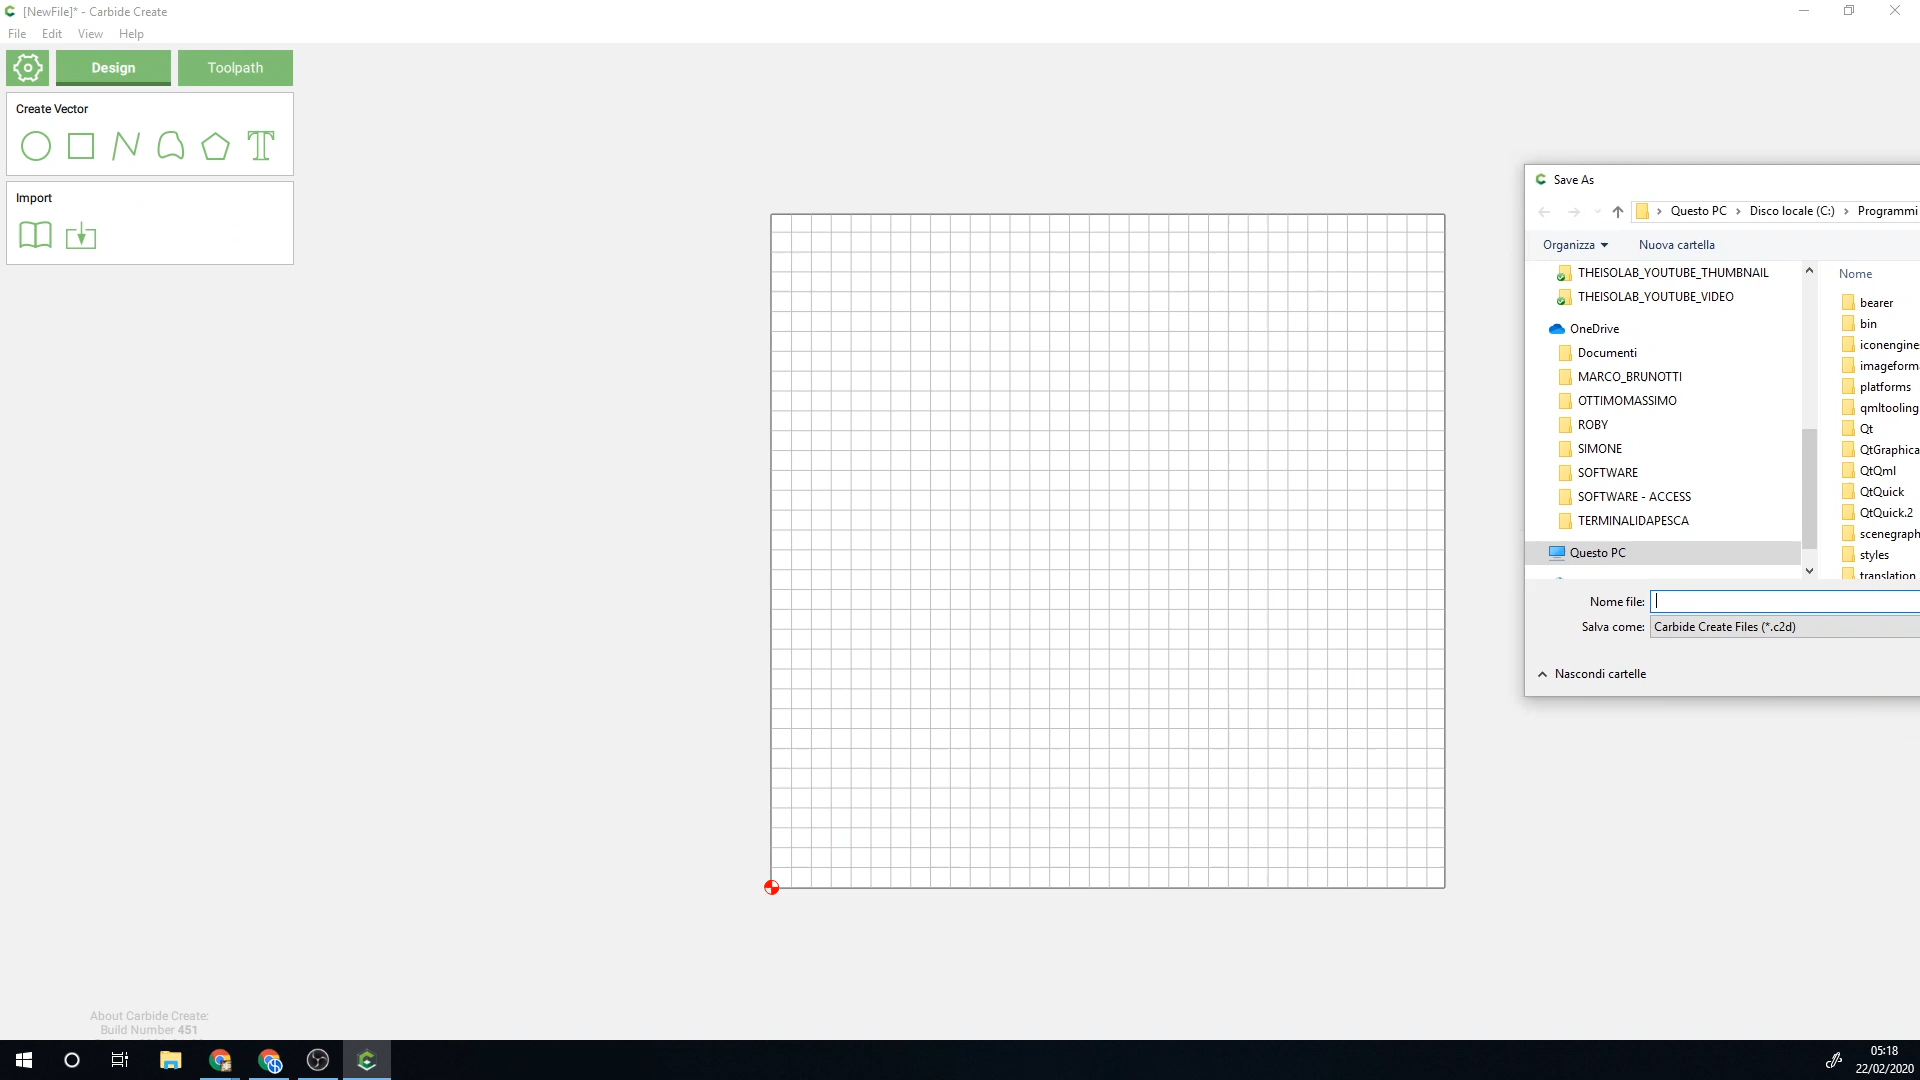 [NewFile]* - Carbide Create
File Edit View Help
Design Toolpath
Create Vector
Import
Save As
Questo PC Disco locale (C:) Programmi
Organizza Nuova cartella
THEISOLAB_YOUTUBE_THUMBNAIL
THEISOLAB_YOUTUBE_VIDEO
OneDrive
Documenti
MARCO_BRUNOTTI
OTTIMOMASSIMO
ROBY
SIMONE
SOFTWARE
SOFTWARE - ACCESS
TERMINALIDAPESCA
Questo PC
Nome
bearer
bin
iconengine
imageform
platforms
qmltooling
Qt
QtGraphica
QtQml
QtQuick
QtQuick.2
scenegraph
styles
translation
Nome file:
Salva come: Carbide Create Files (*.c2d)
Nascondi cartelle
About Carbide Create:
Build Number 451
05:18
22/02/2020